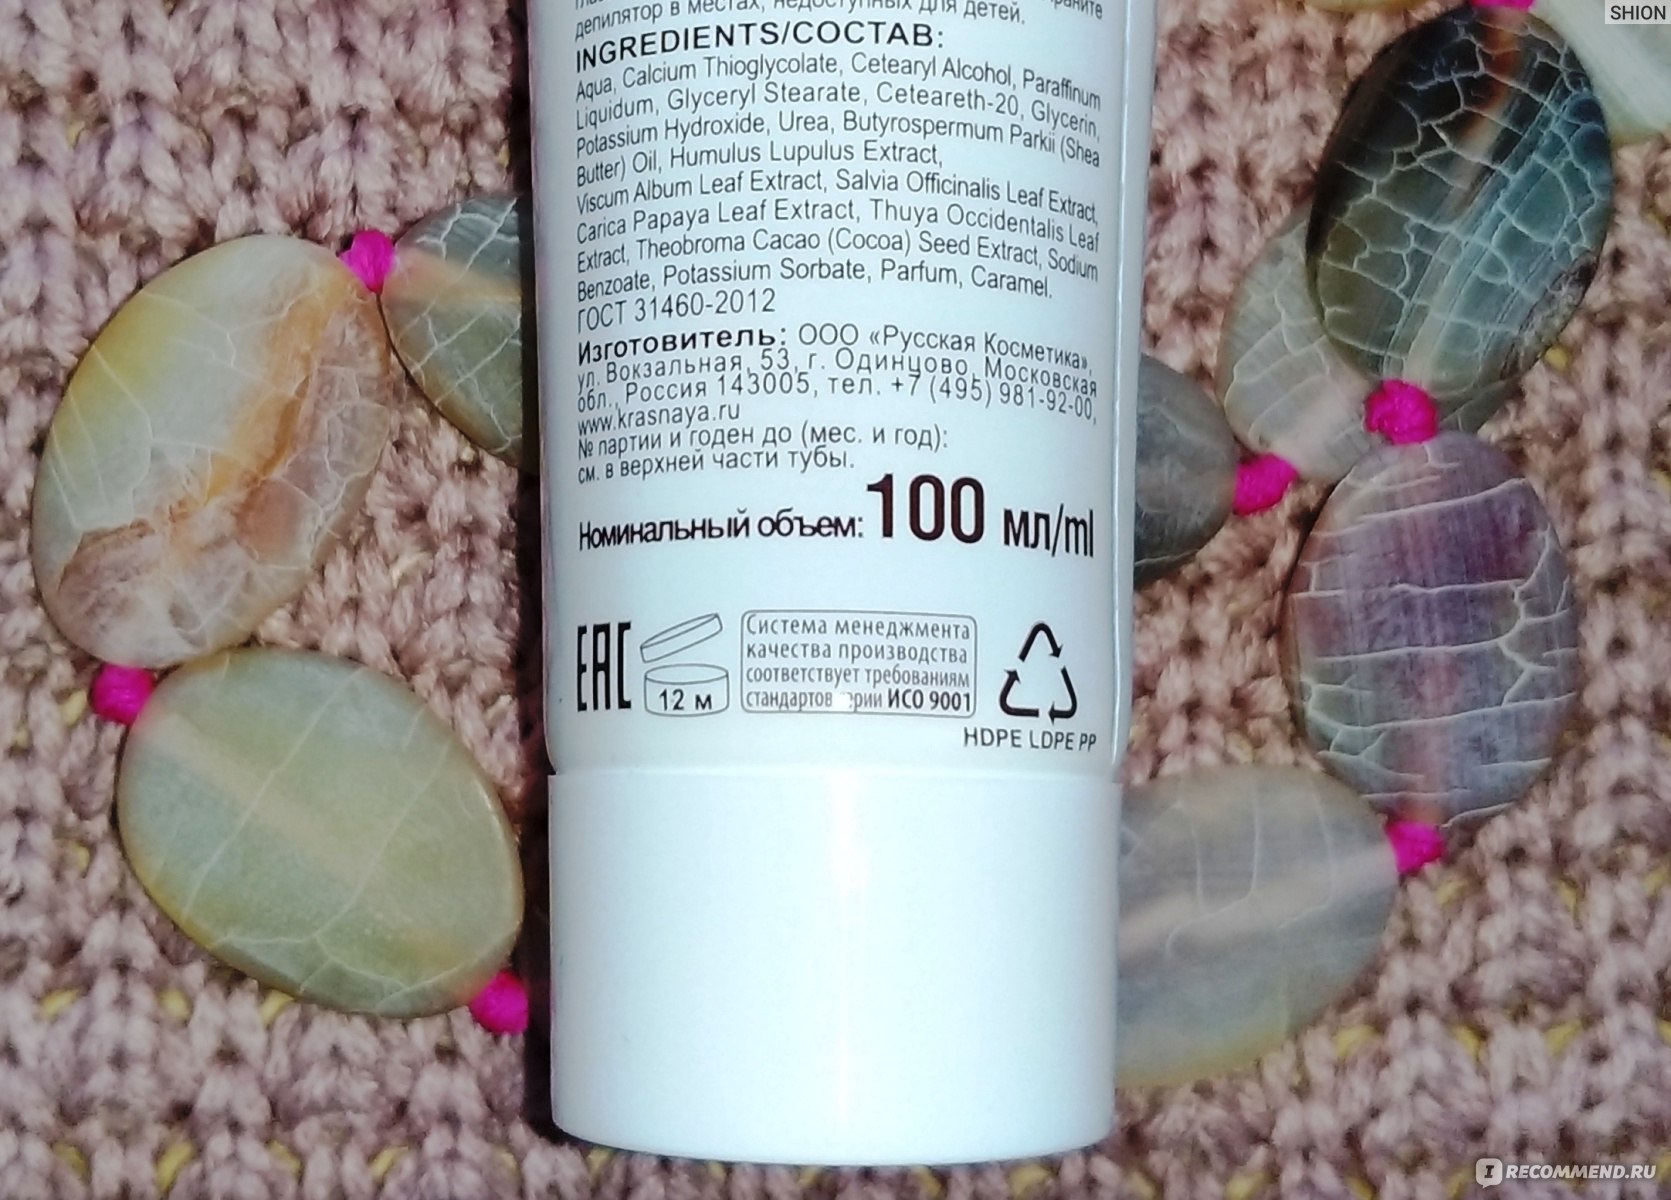 SHION
депилятор в местах, недоступных для детей.
INGREDIENTS/СОСТАВ:
Aqua, Calcium Thioglycolate, Cetearyl Alcohol, Paraffinum
Liquidum, Glyceryl Stearate, Ceteareth-20, Glycerin,
Potassium Hydroxide, Urea, Butyrospermum Parkii (Shea
Butter) Oil, Humulus Lupulus Extract,
Viscum Album Leaf Extract, Salvia Officinalis Leaf Extract,
Carica Papaya Leaf Extract, Thuya Occidentalis Leaf
Extract, Theobroma Cacao (Cocoa) Seed Extract, Sodium
Benzoate, Potassium Sorbate, Parfum, Caramel.
ГОСТ 31460-2012
Изготовитель: ООО «Русская Косметика»,
ул. Вокзальная, 53, г. Одинцово, Московская
обл., Россия 143005, тел. +7 (495) 981-92-00,
www.krasnaya.ru
№ партии и годен до (мес. и год):
см. в верхней части тубы.
Номинальный объем: 100 мл/ml
EAC
12 м
Система менеджмента
качества производства
соответствует требованиям
стандартов серии ИСО 9001
HDPE LDPE PP
RECOMMEND.RU